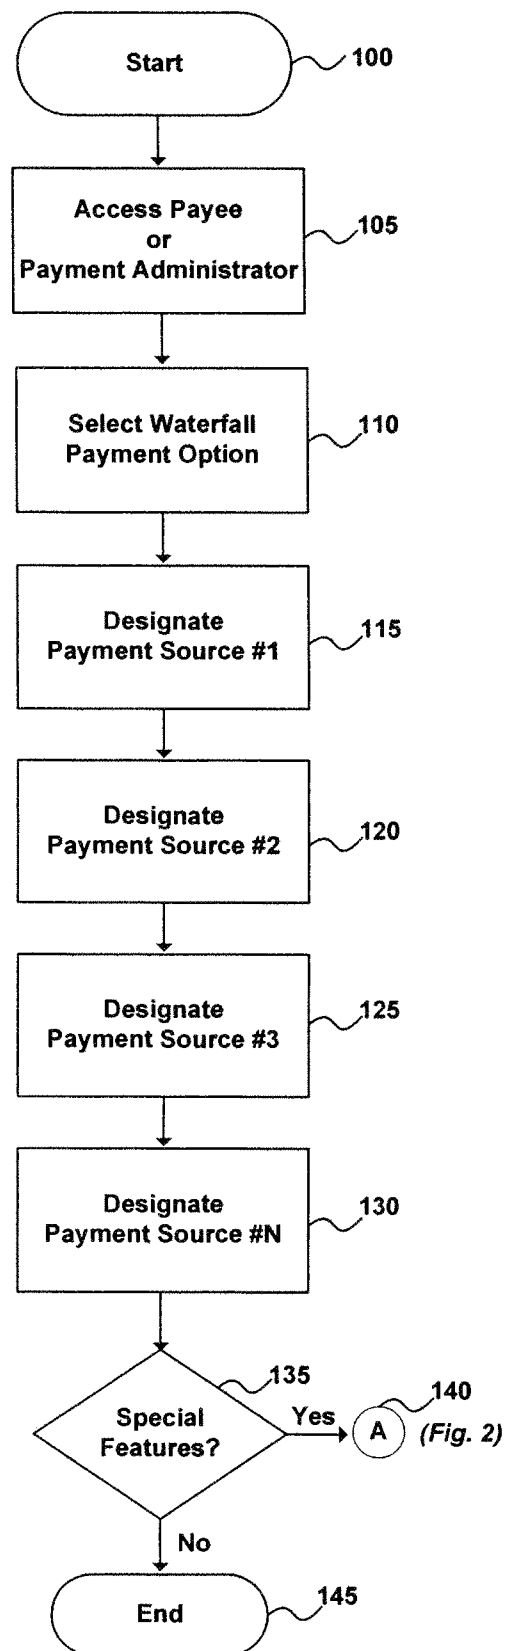 Start
100
Access Payee
or
Payment Administrator
105
Select Waterfall
Payment Option
110
Designate
Payment Source #1
115
Designate
Payment Source #2
120
Designate
Payment Source #3
125
Designate
Payment Source #N
130
135
Special
Features?
Yes
140
A
(Fig. 2)
No
End
145